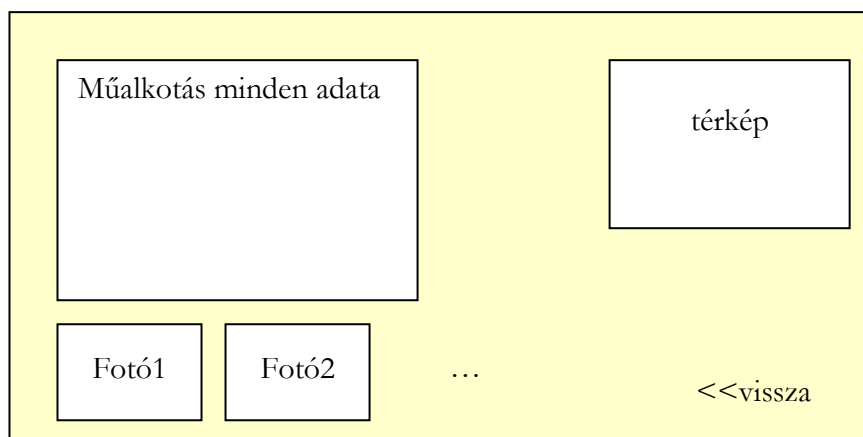 Műalkotás minden adata
térkép
Fotó1
Fotó2
…
<<vissza